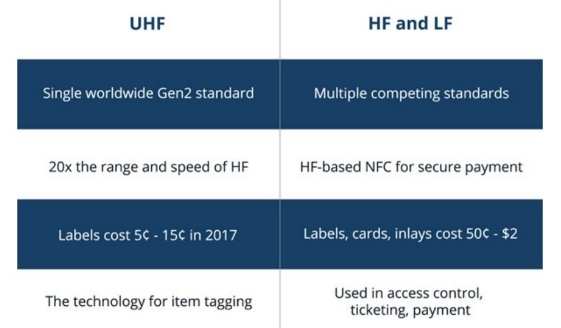 UHF
HF and LF
Single worldwide Gen2 standard
Multiple competing standards
20x the range and speed of HF
HF-based NFC for secure payment
Labels cost 5¢ - 15¢ in 2017
Labels, cards, inlays cost 50¢ - $2
The technology for item tagging
Used in access control,
ticketing, payment